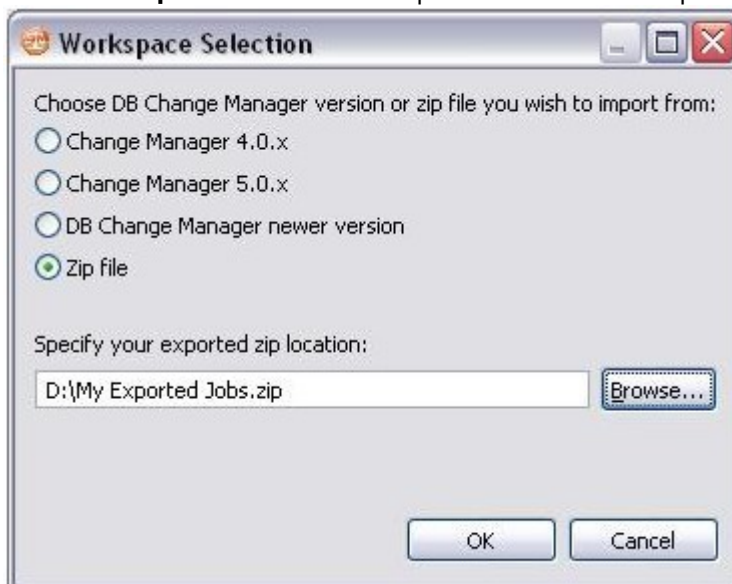 Workspace Selection
Choose DB Change Manager version or zip file you wish to import from:
Change Manager 4.0.x
Change Manager 5.0.x
DB Change Manager newer version
Zip file
Specify your exported zip location:
D:\My Exported Jobs.zip
Browse...
OK
Cancel